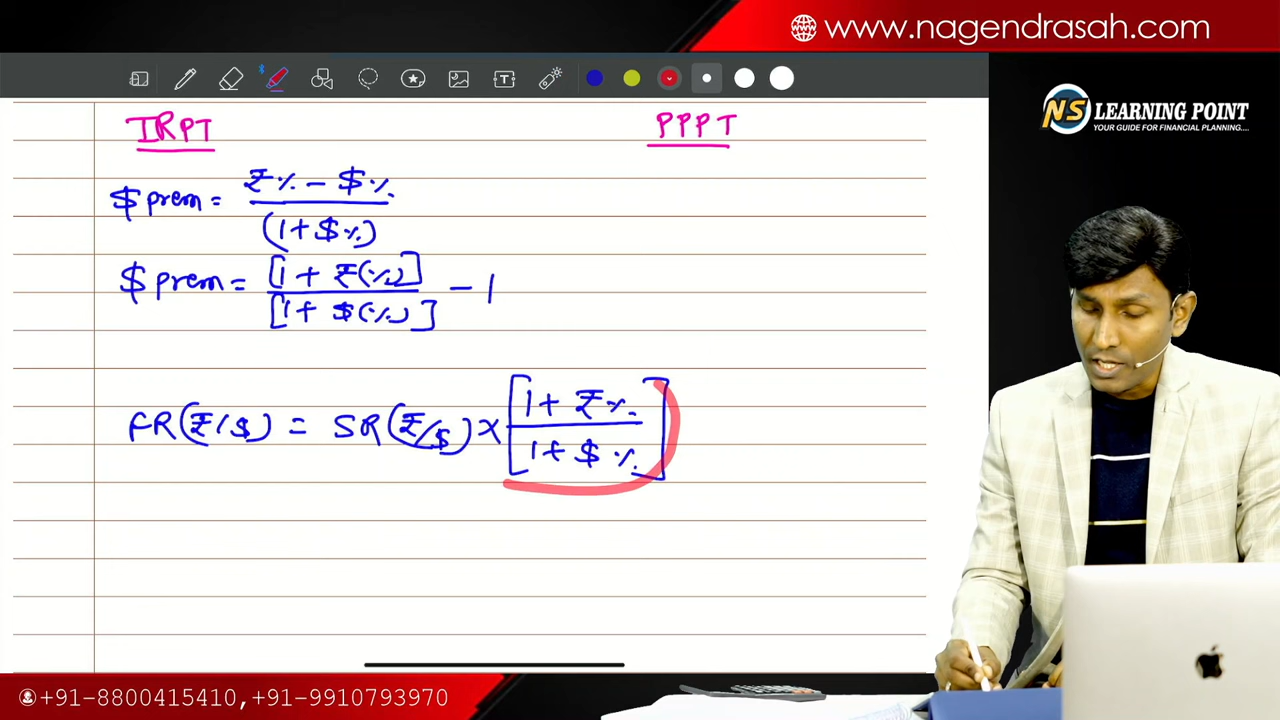 www.nagendrasah.com
NS LEARNING POINT
YOUR GUIDE FOR FINANCIAL PLANNING....
IRPT
PPPT
$ prem = ₹% - $% / (1 + $%)
$ prem = [1 + ₹(%)] / [1 + $(%)] - 1
FR(₹/$) = SR(₹/$) × [1 + ₹% / 1 + $%]
+91-8800415410,+91-9910793970